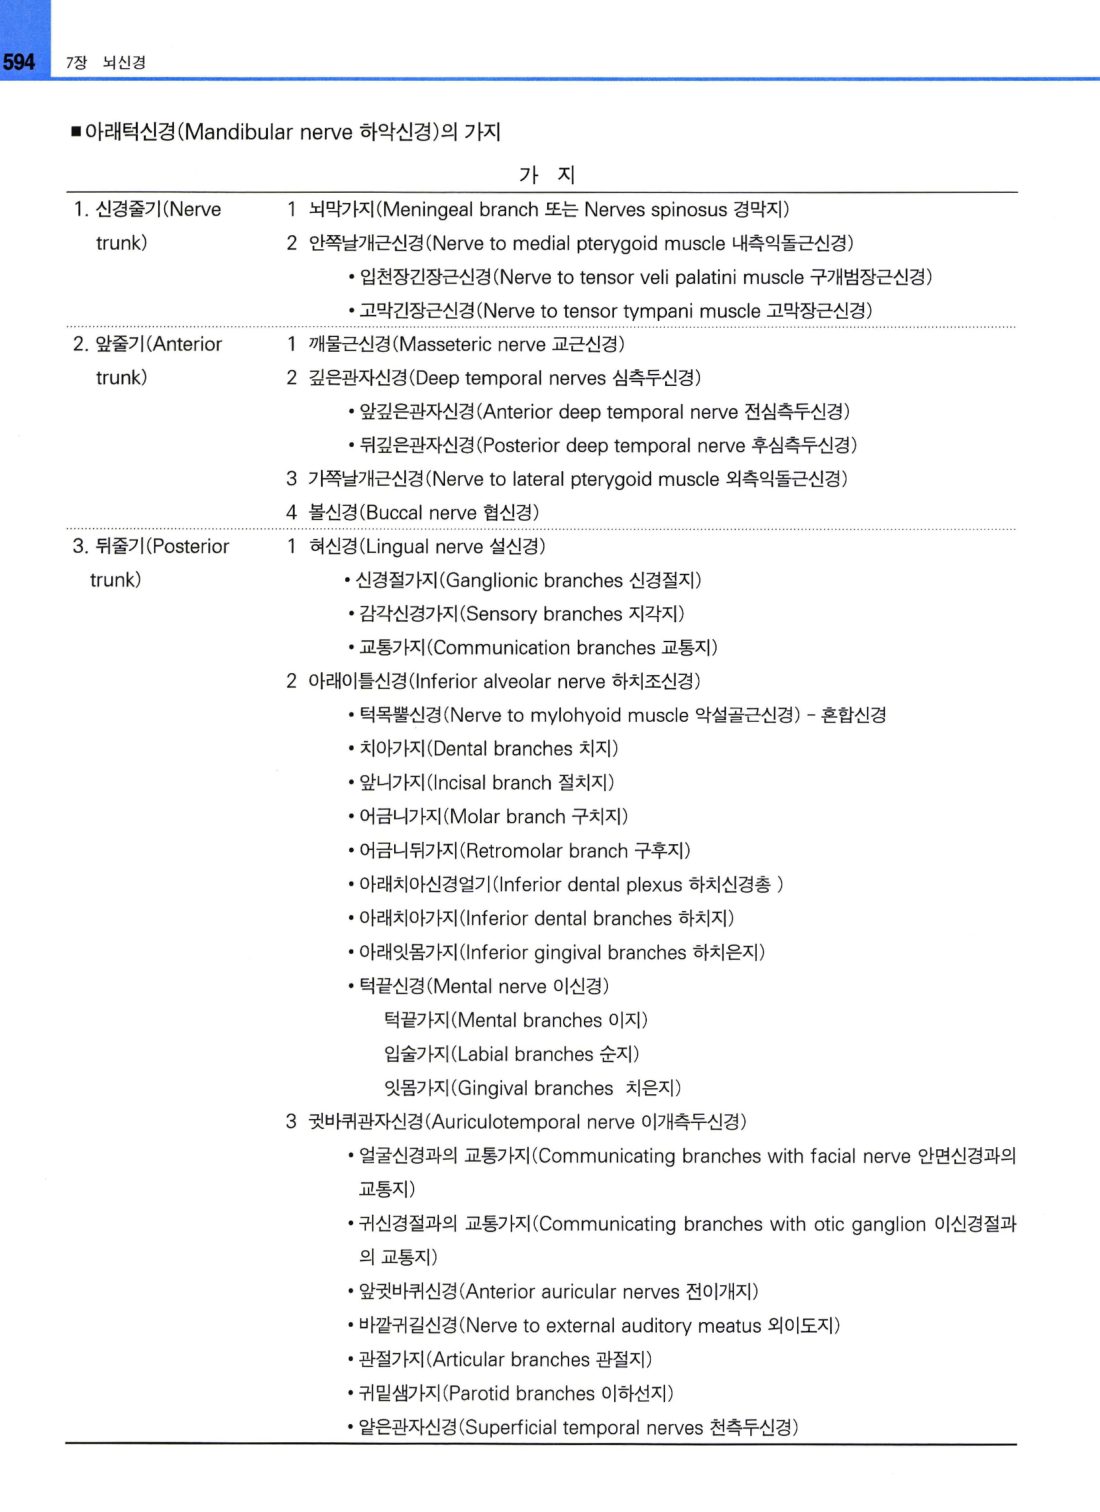 594 7장 뇌신경
■ 아래턱신경(Mandibular nerve 하악신경)의 가지
가 지
1. 신경줄기(Nerve trunk)
1 뇌막가지(Meningeal branch 또는 Nerves spinosus 경막지)
2 안쪽날개근신경(Nerve to medial pterygoid muscle 내측익돌근신경)
• 입천장긴장근신경(Nerve to tensor veli palatini muscle 구개범장근신경)
• 고막긴장근신경(Nerve to tensor tympani muscle 고막장근신경)
2. 앞줄기(Anterior trunk)
1 깨물근신경(Masseteric nerve 교근신경)
2 깊은관자신경(Deep temporal nerves 심측두신경)
• 앞깊은관자신경(Anterior deep temporal nerve 전심측두신경)
• 뒤깊은관자신경(Posterior deep temporal nerve 후심측두신경)
3 가쪽날개근신경(Nerve to lateral pterygoid muscle 외측익돌근신경)
4 볼신경(Buccal nerve 협신경)
3. 뒤줄기(Posterior trunk)
1 혀신경(Lingual nerve 설신경)
• 신경절가지(Ganglionic branches 신경절지)
• 감각신경가지(Sensory branches 지각지)
• 교통가지(Communication branches 교통지)
2 아래이틀신경(Inferior alveolar nerve 하치조신경)
• 턱목뿔신경(Nerve to mylohyoid muscle 악설골근신경) - 혼합신경
• 치아가지(Dental branches 치지)
• 앞니가지(Incisal branch 절치지)
• 어금니가지(Molar branch 구치지)
• 어금니뒤가지(Retromolar branch 구후지)
• 아래치아신경얼기(Inferior dental plexus 하치신경총 )
• 아래치아가지(Inferior dental branches 하치지)
• 아래잇몸가지(Inferior gingival branches 하치은지)
• 턱끝신경(Mental nerve 이신경)
턱끝가지(Mental branches 이지)
입술가지(Labial branches 순지)
잇몸가지(Gingival branches 치은지)
3 귓바퀴관자신경(Auriculotemporal nerve 이개측두신경)
• 얼굴신경과의 교통가지(Communicating branches with facial nerve 안면신경과의
교통지)
• 귀신경절과의 교통가지(Communicating branches with otic ganglion 이신경절과
의 교통지)
• 앞귓바퀴신경(Anterior auricular nerves 전이개지)
• 바깥귀길신경(Nerve to external auditory meatus 외이도지)
• 관절가지(Articular branches 관절지)
• 귀밑샘가지(Parotid branches 이하선지)
• 얕은관자신경(Superficial temporal nerves 천측두신경)